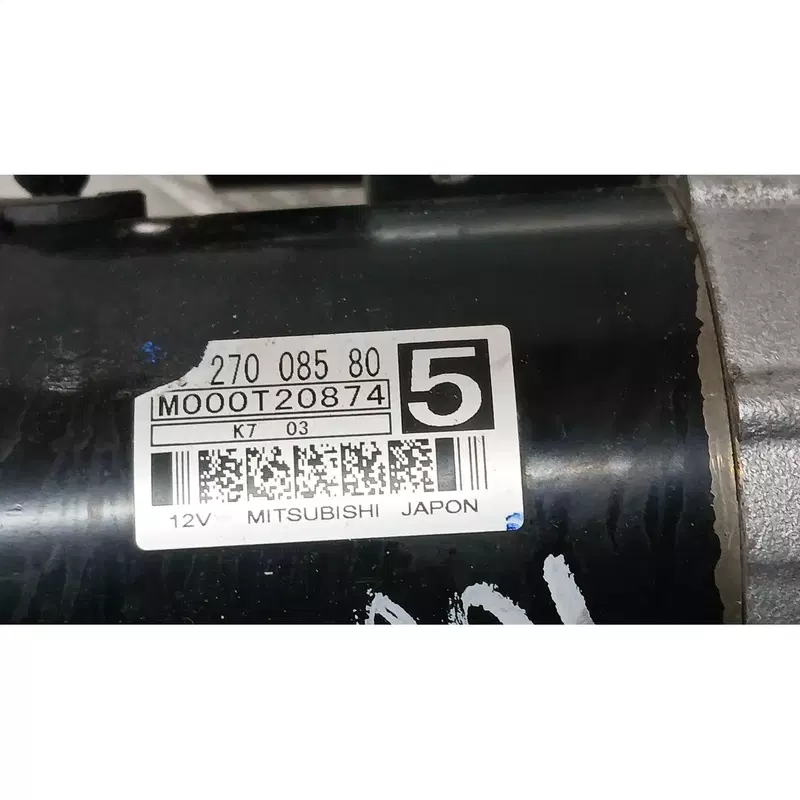 270 085 80
5
M000T20874
K7 03
12V MITSUBISHI JAPON